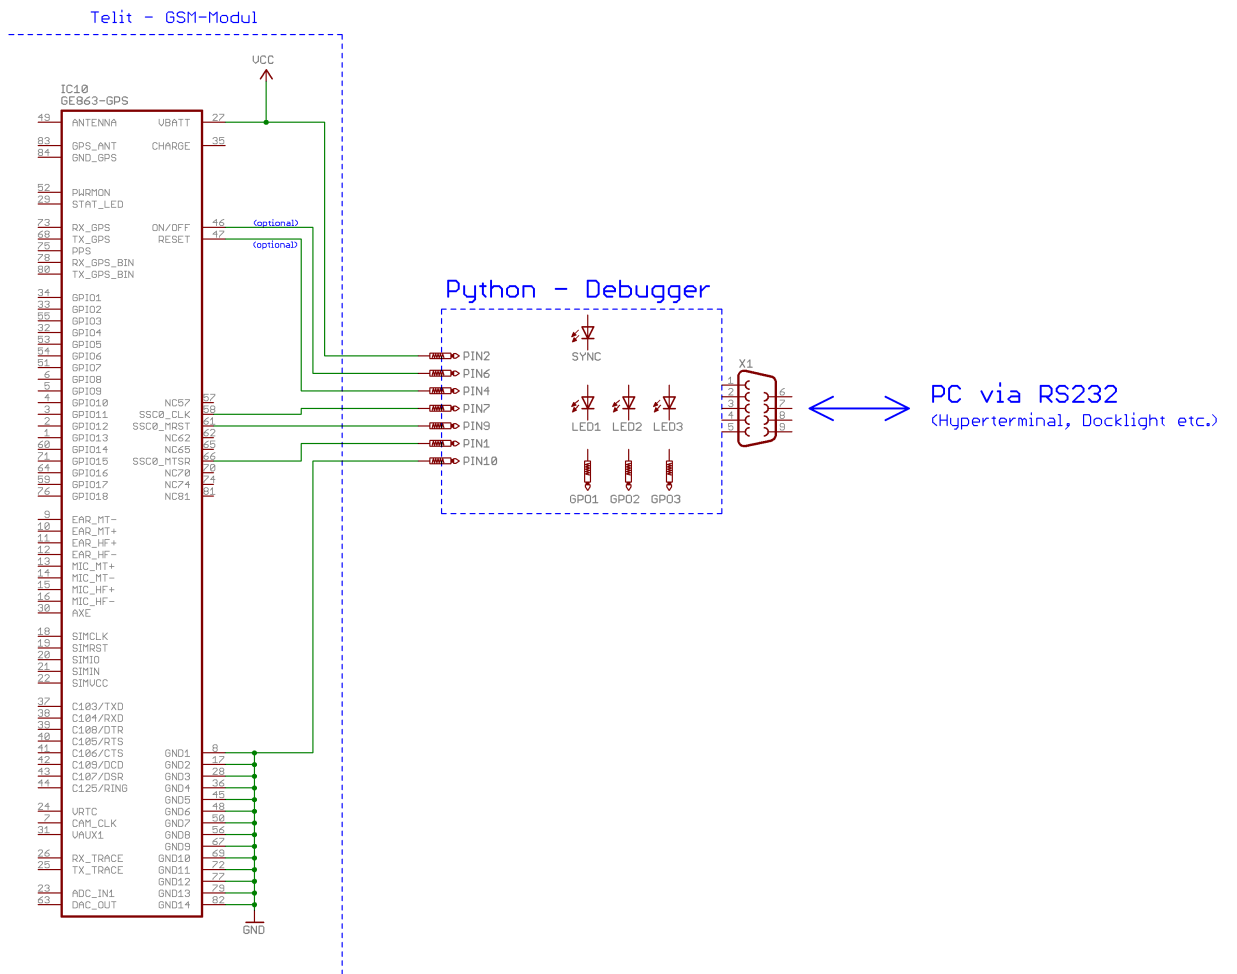 Telit - GSM-Modul
VCC
IC10
GE863-GPS
49 ANTENNA VBATT 27
83 GPS_ANT CHARGE 35
84 GND_GPS
52 PWRMON
29 STAT_LED
73 RX_GPS ON/OFF 46 (optional)
68 TX_GPS RESET 47 (optional)
75 PPS
78 RX_GPS_BIN
80 TX_GPS_BIN
34 GPIO1
33 GPIO2
55 GPIO3
32 GPIO4
53 GPIO5
54 GPIO6
51 GPIO7
6 GPIO8
5 GPIO9
4 GPIO10 NC57 57
3 GPIO11 SSC0_CLK 58
2 GPIO12 SSC0_MRST 61
1 GPIO13 NC62 62
60 GPIO14 NC65 65
71 GPIO15 SSC0_MTSR 66
64 GPIO16 NC70 70
59 GPIO17 NC74 74
76 GPIO18 NC81 81
9 EAR_MT-
10 EAR_MT+
11 EAR_HF+
12 EAR_HF-
13 MIC_MT+
14 MIC_MT-
15 MIC_HF+
16 MIC_HF-
30 AXE
18 SIMCLK
19 SIMRST
20 SIMIO
21 SIMIN
22 SIMVCC
37 C103/TXD
38 C104/RXD
39 C108/DTR
40 C105/RTS
41 C106/CTS GND1 8
42 C109/DCD GND2 17
43 C107/DSR GND3 28
44 C125/RING GND4 36
GND5 45
24 VRTC GND6 48
7 CAM_CLK GND7 50
31 VAUX1 GND8 56
GND9 67
26 RX_TRACE GND10 69
25 TX_TRACE GND11 72
GND12 77
23 ADC_IN1 GND13 79
63 DAC_OUT GND14 82
GND
Python - Debugger
PIN2
PIN6
PIN4
PIN7
PIN9
PIN1
PIN10
SYNC
LED1 LED2 LED3
GPO1 GPO2 GPO3
X1
1
2 6
3 7
4 8
5 9
PC via RS232
(Hyperterminal, Docklight etc.)